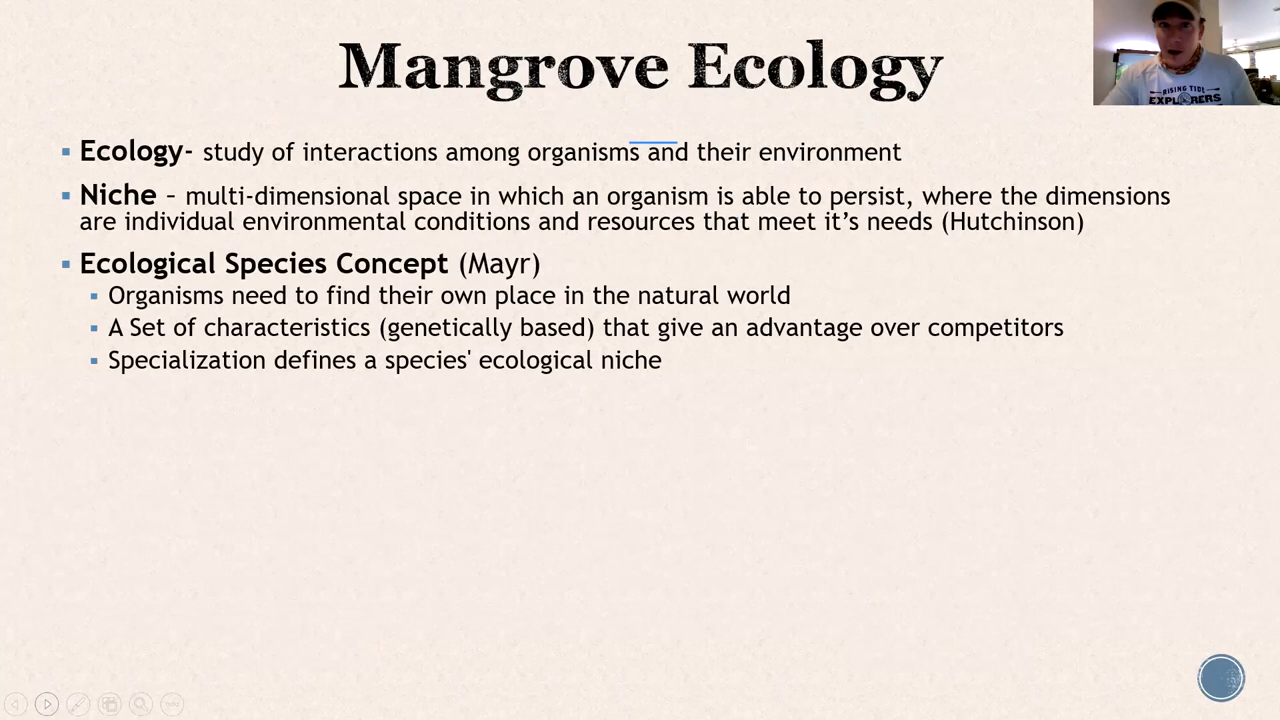 Mangrove Ecology
RISING TIDE
EXPLORERS
▪ Ecology- study of interactions among organisms and their environment
▪ Niche – multi-dimensional space in which an organism is able to persist, where the dimensions
are individual environmental conditions and resources that meet it’s needs (Hutchinson)
▪ Ecological Species Concept (Mayr)
▪ Organisms need to find their own place in the natural world
▪ A Set of characteristics (genetically based) that give an advantage over competitors
▪ Specialization defines a species' ecological niche